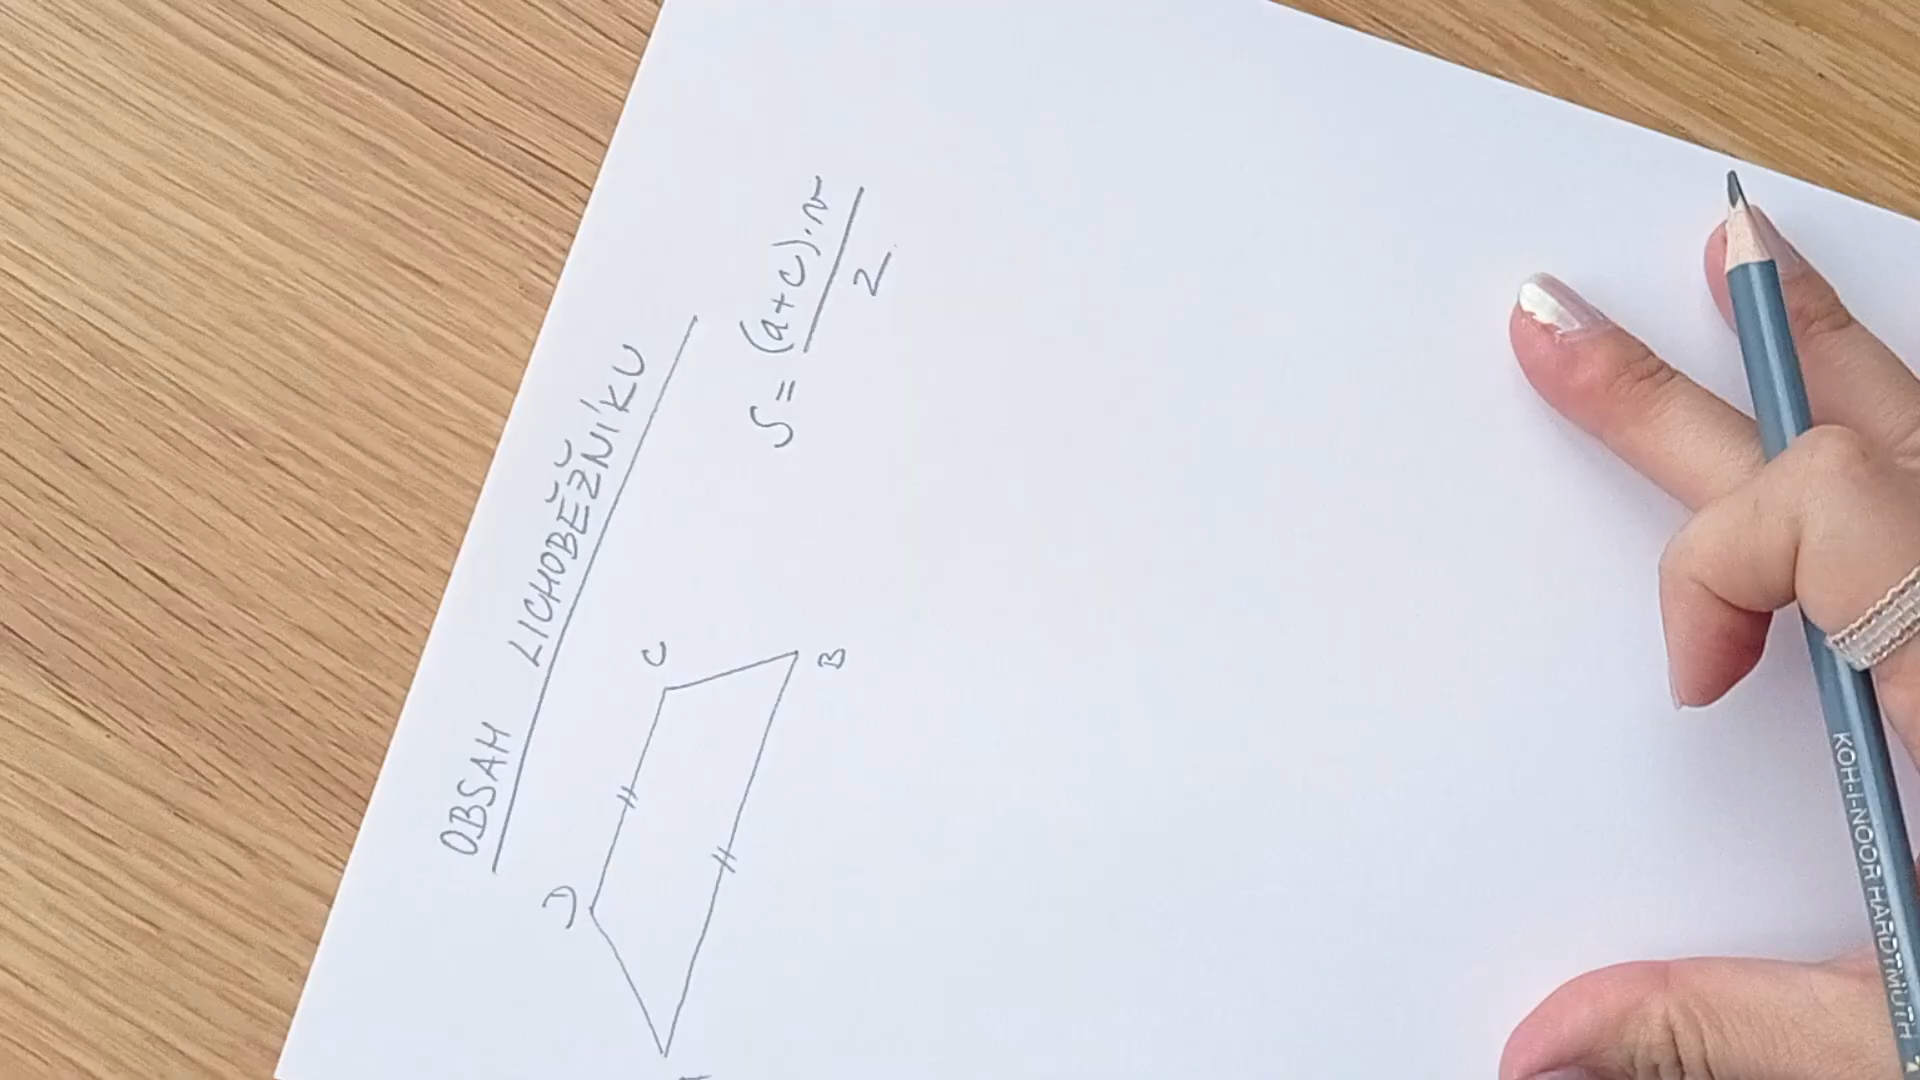 OBSAH LICHOBĚŽNÍKU
S = (a+c)·v
2
D
C
B
KOH-I-NOOR HARDTMUTH